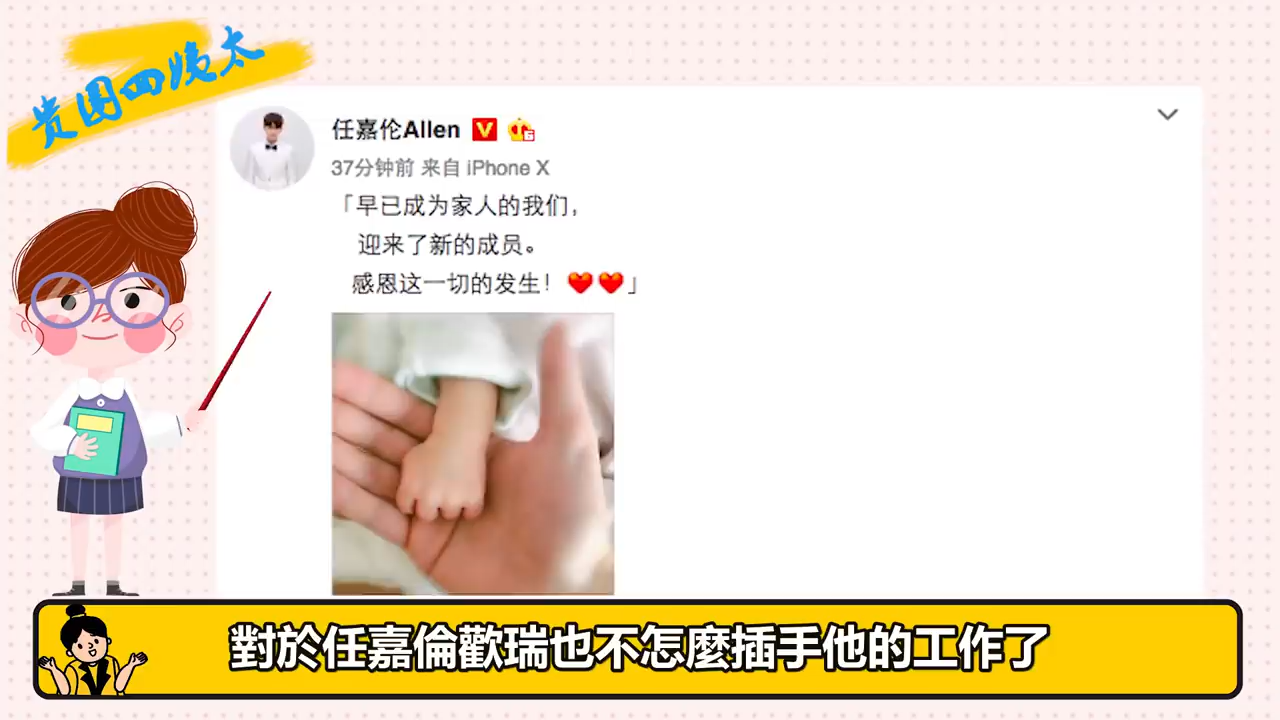 贵圈四姨太
任嘉伦Allen
37分钟前 来自 iPhone X
「早已成为家人的我们，
迎来了新的成员。
感恩这一切的发生！❤️❤️」
對於任嘉倫歡瑞也不怎麼插手他的工作了